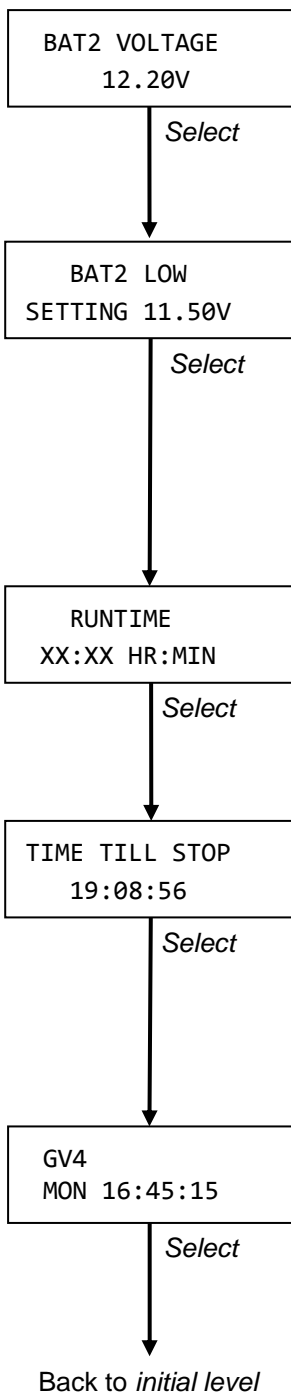 BAT2 VOLTAGE
12.20V
Select
BAT2 LOW
SETTING 11.50V
Select
RUNTIME
XX:XX HR:MIN
Select
TIME TILL STOP
19:08:56
Select
GV4
MON 16:45:15
Select
Back to initial level